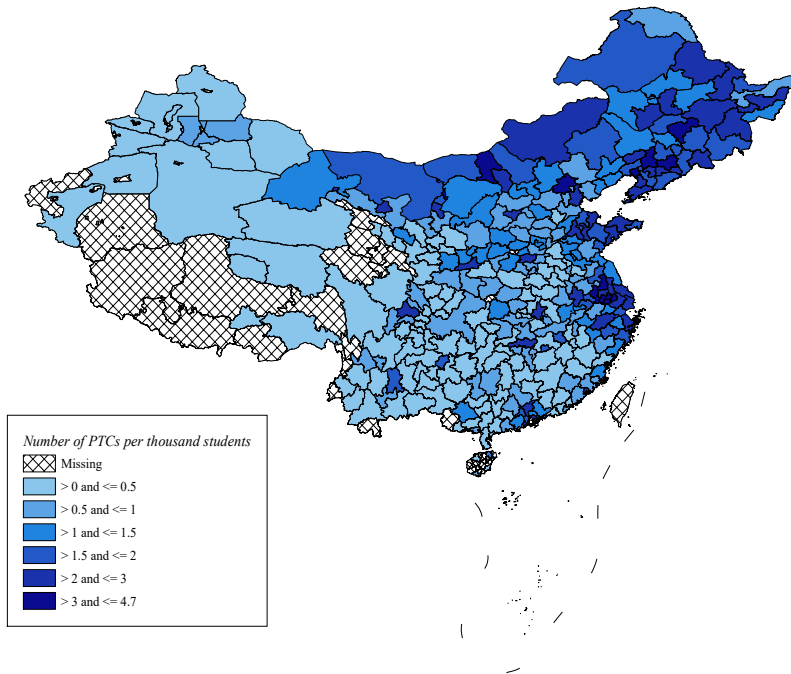 Number of PTCs per thousand students
Missing
> 0 and <= 0.5
> 0.5 and <= 1
> 1 and <= 1.5
> 1.5 and <= 2
> 2 and <= 3
> 3 and <= 4.7